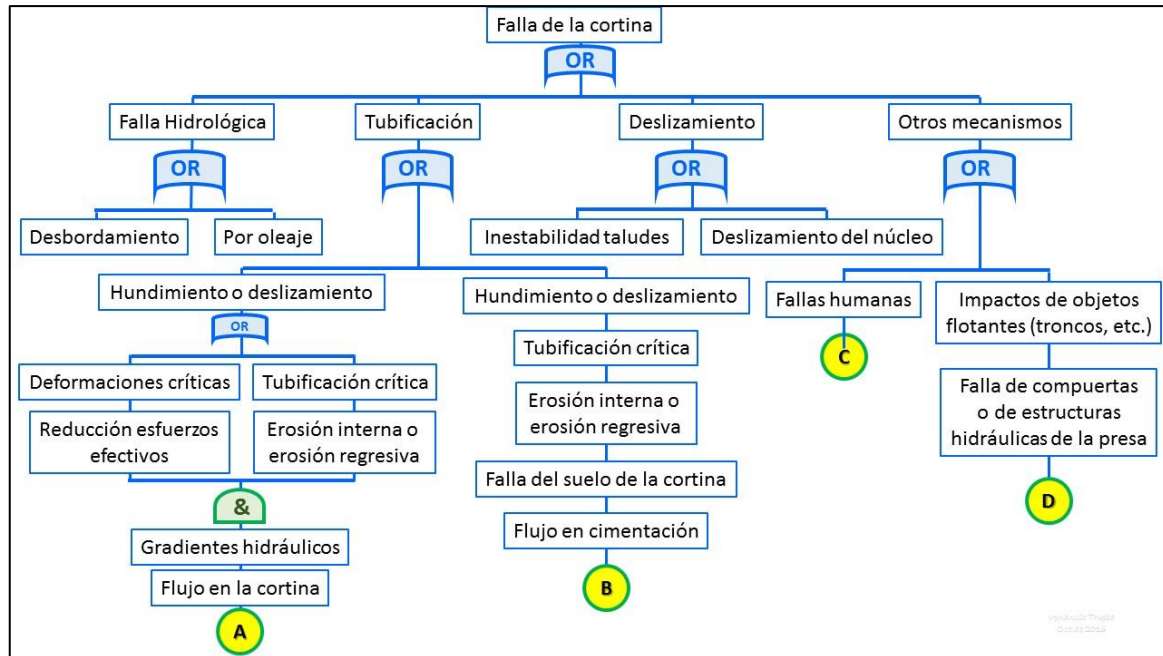 Falla de la cortina
OR
Falla Hidrológica
Tubificación
Deslizamiento
Otros mecanismos
OR
OR
OR
OR
Desbordamiento
Por oleaje
Inestabilidad taludes
Deslizamiento del núcleo
Hundimiento o deslizamiento
Hundimiento o deslizamiento
Fallas humanas
Impactos de objetos
flotantes (troncos, etc.)
OR
Tubificación crítica
C
Deformaciones críticas
Tubificación crítica
Erosión interna o
erosión regresiva
Falla de compuertas
o de estructuras
hidráulicas de la presa
Reducción esfuerzos
efectivos
Erosión interna o
erosión regresiva
Falla del suelo de la cortina
D
&
Flujo en cimentación
Gradientes hidráulicos
Flujo en la cortina
B
A